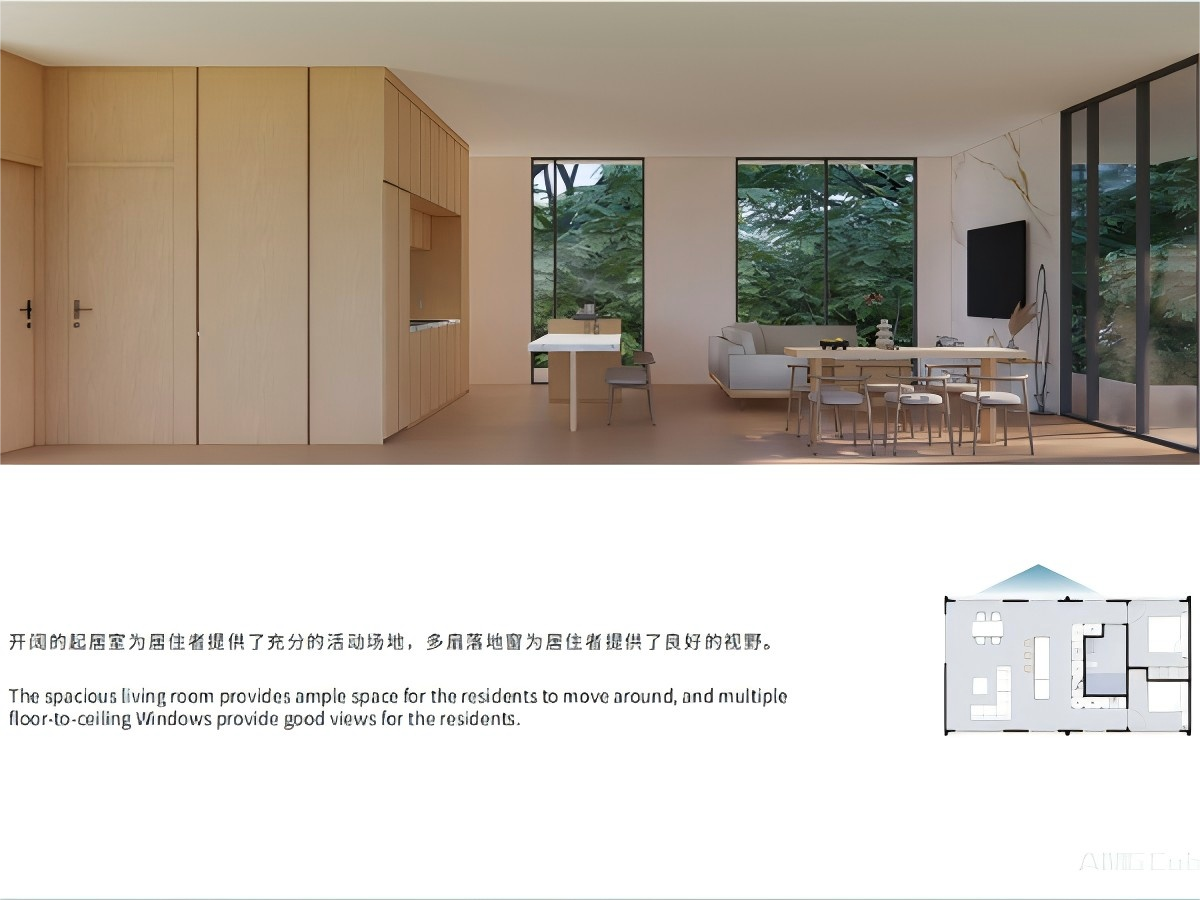 开阔的起居室为居住者提供了充分的活动场地，多扇落地窗为居住者提供了良好的视野。
The spacious living room provides ample space for the residents to move around, and multiple
floor-to-ceiling Windows provide good views for the residents.